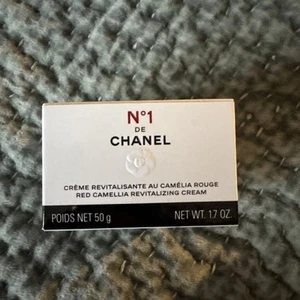 N°1
DE
CHANEL
CRÈME REVITALISANTE AU CAMÉLIA ROUGE
RED CAMELLIA REVITALIZING CREAM
POIDS NET 50 g NET WT. 1.7 OZ.